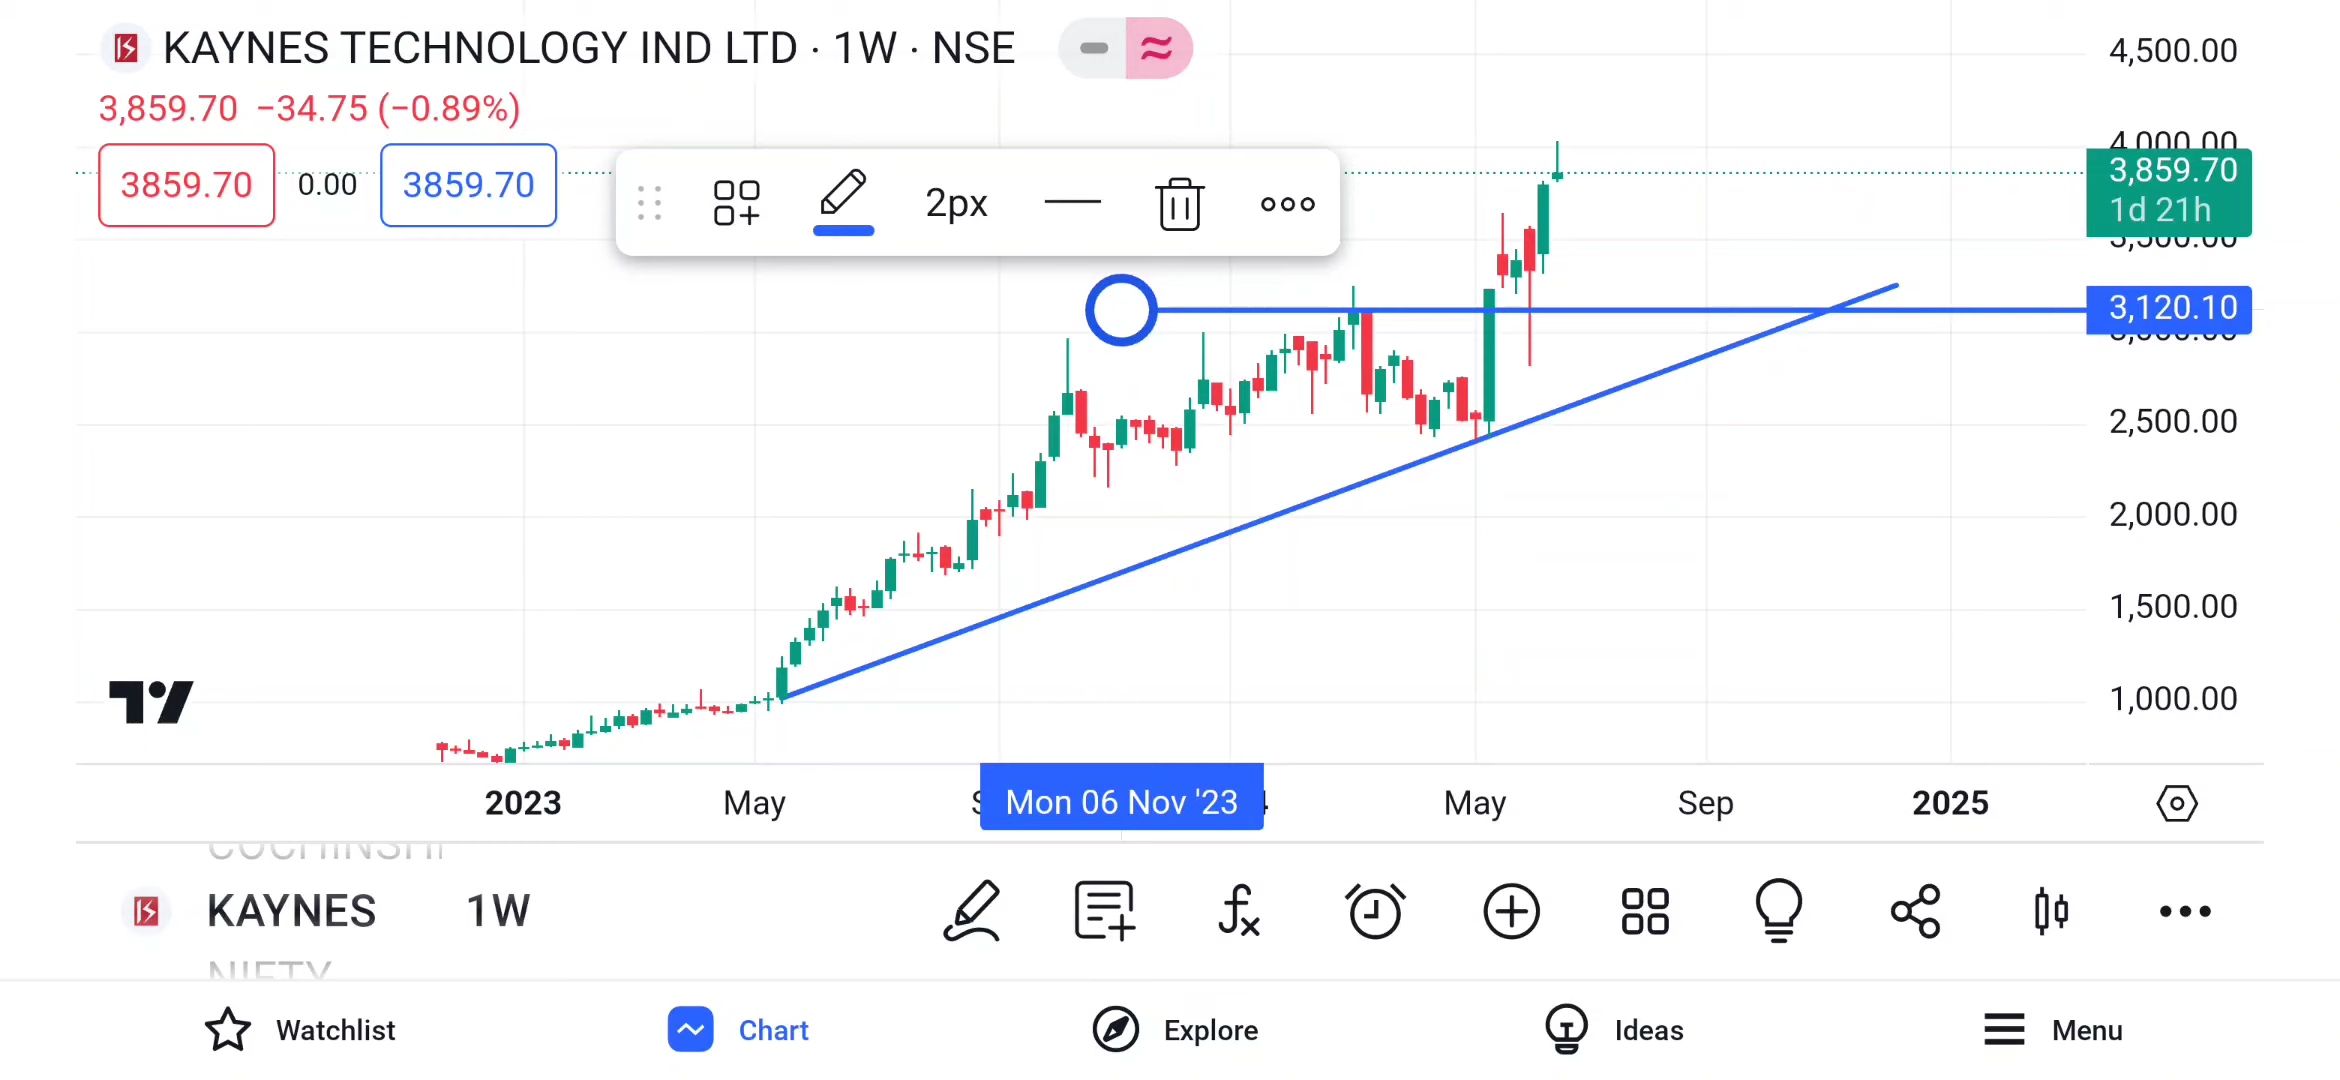 KAYNES TECHNOLOGY IND LTD · 1W · NSE
3,859.70 −34.75 (−0.89%)
3859.70 0.00 3859.70
2px
4,500.00
4,000.00
3,859.70
1d 21h
3,500.00
3,120.10
3,000.00
2,500.00
2,000.00
1,500.00
1,000.00
2023 May Mon 06 Nov '23 May Sep 2025
KAYNES 1W
NIFTY
Watchlist Chart Explore Ideas Menu